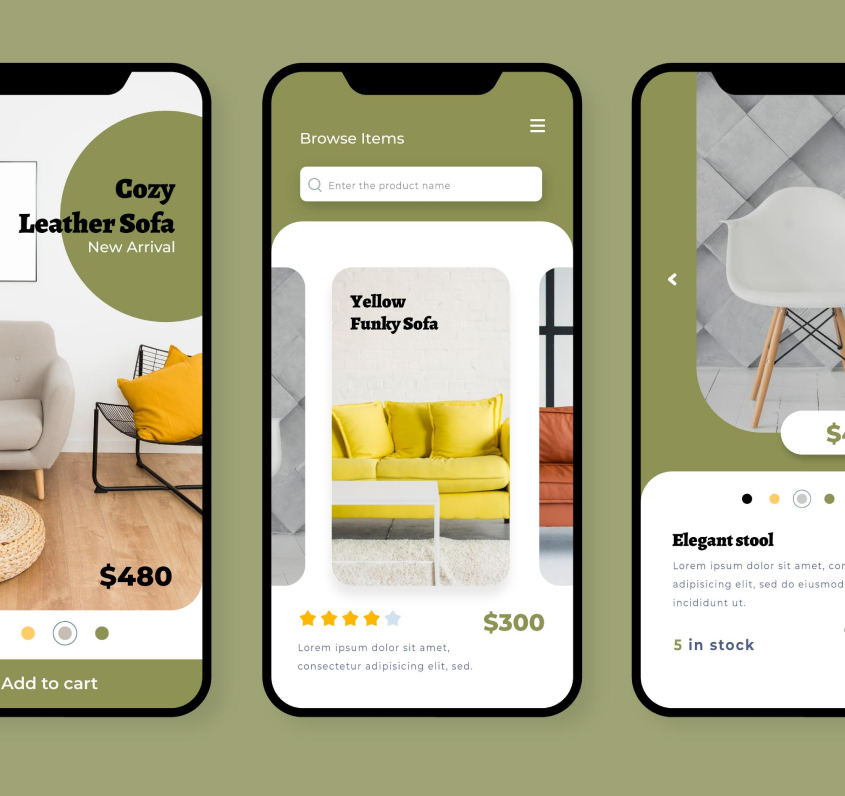 Cozy
Leather Sofa
New Arrival
$480
Add to cart
Browse Items
Enter the product name
Yellow
Funky Sofa
$300
Lorem ipsum dolor sit amet,
consectetur adipisicing elit, sed.
Elegant stool
Lorem ipsum dolor sit amet,
adipisicing elit, sed do eiusmod
incididunt ut.
5 in stock